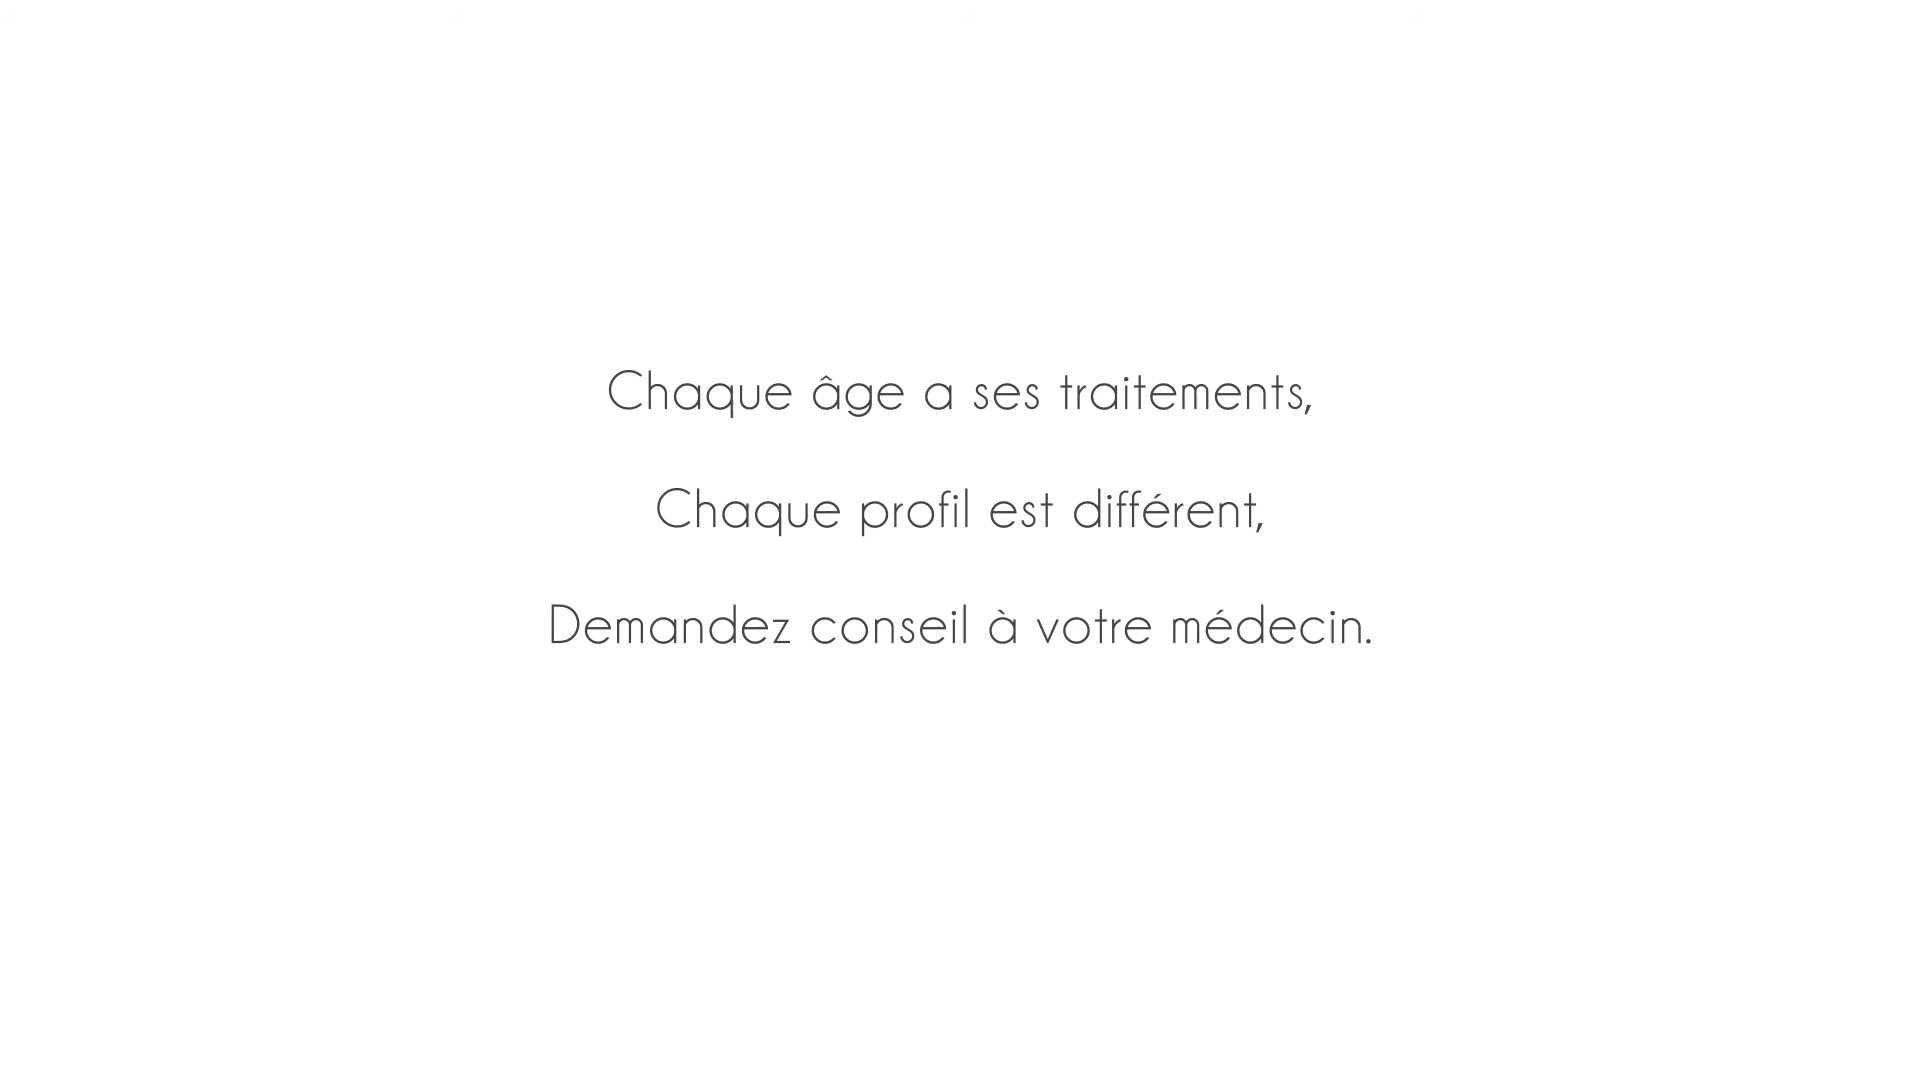 Chaque âge a ses traitements,
Chaque profil est différent,
Demandez conseil à votre médecin.